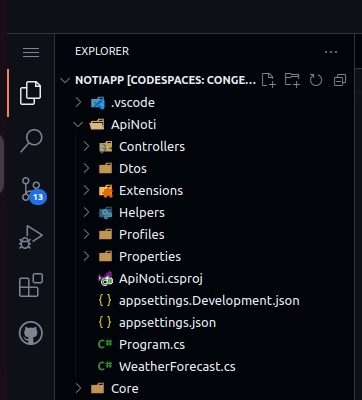 EXPLORER
NOTIAPP [CODESPACES: CONGE...
.vscode
ApiNoti
Controllers
Dtos
Extensions
Helpers
Profiles
Properties
ApiNoti.csproj
{ } appsettings.Development.json
{ } appsettings.json
C# Program.cs
13
C# WeatherForecast.cs
Core